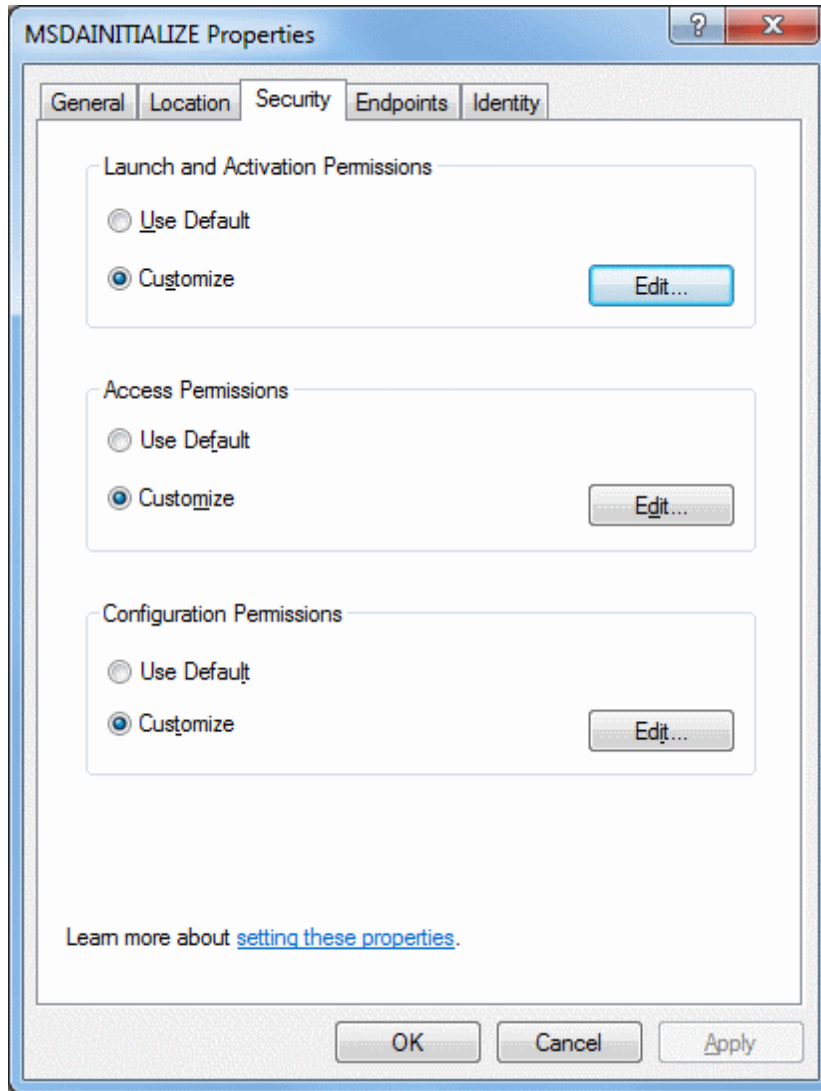 MSDAINITIALIZE Properties
General Location Security Endpoints Identity
Launch and Activation Permissions
Use Default
Customize
Edit...
Access Permissions
Use Default
Customize
Edit...
Configuration Permissions
Use Default
Customize
Edit...
Learn more about setting these properties.
OK Cancel Apply